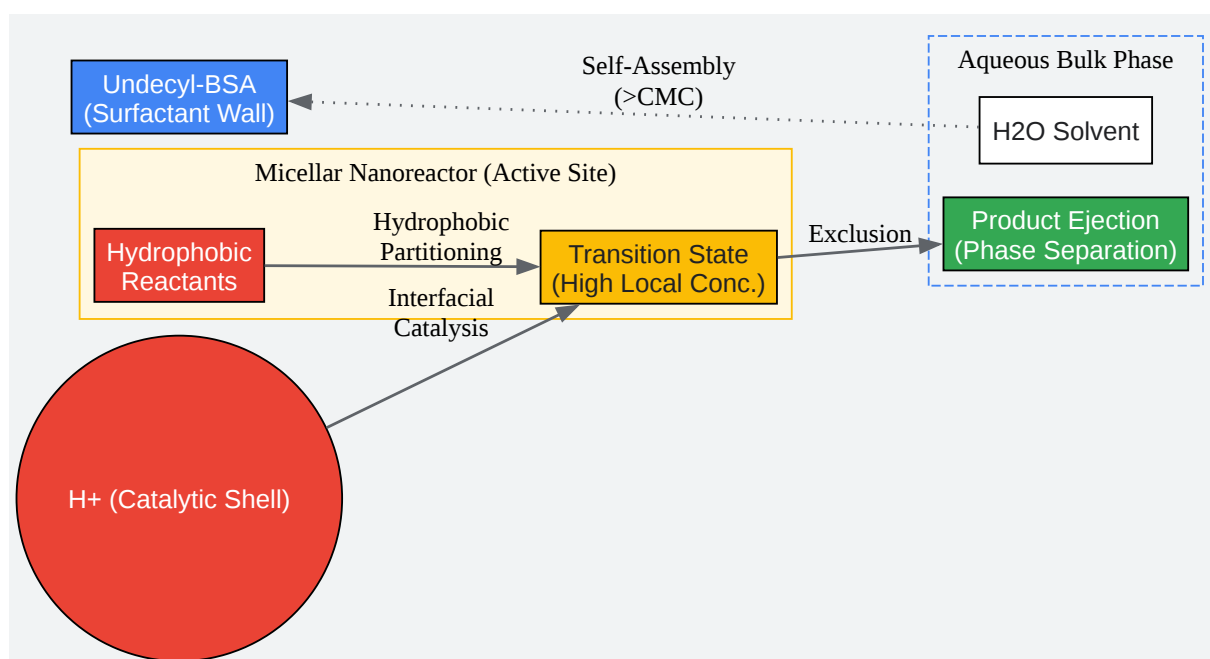 Undecyl-BSA
(Surfactant Wall)
Self-Assembly
(>CMC)
Aqueous Bulk Phase
H2O Solvent
Micellar Nanoreactor (Active Site)
Hydrophobic
Reactants
Hydrophobic
Partitioning
Transition State
(High Local Conc.)
Exclusion
Product Ejection
(Phase Separation)
Interfacial
Catalysis
H+ (Catalytic Shell)